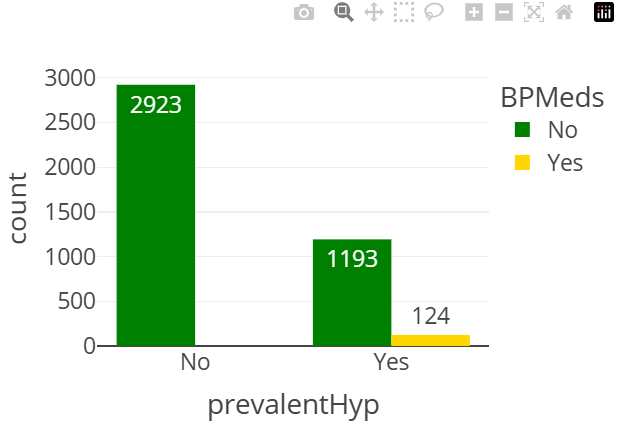 3000
2500
2000
1500
1000
500
0
count
2923
1193
124
No
Yes
prevalentHyp
BPMeds
No
Yes